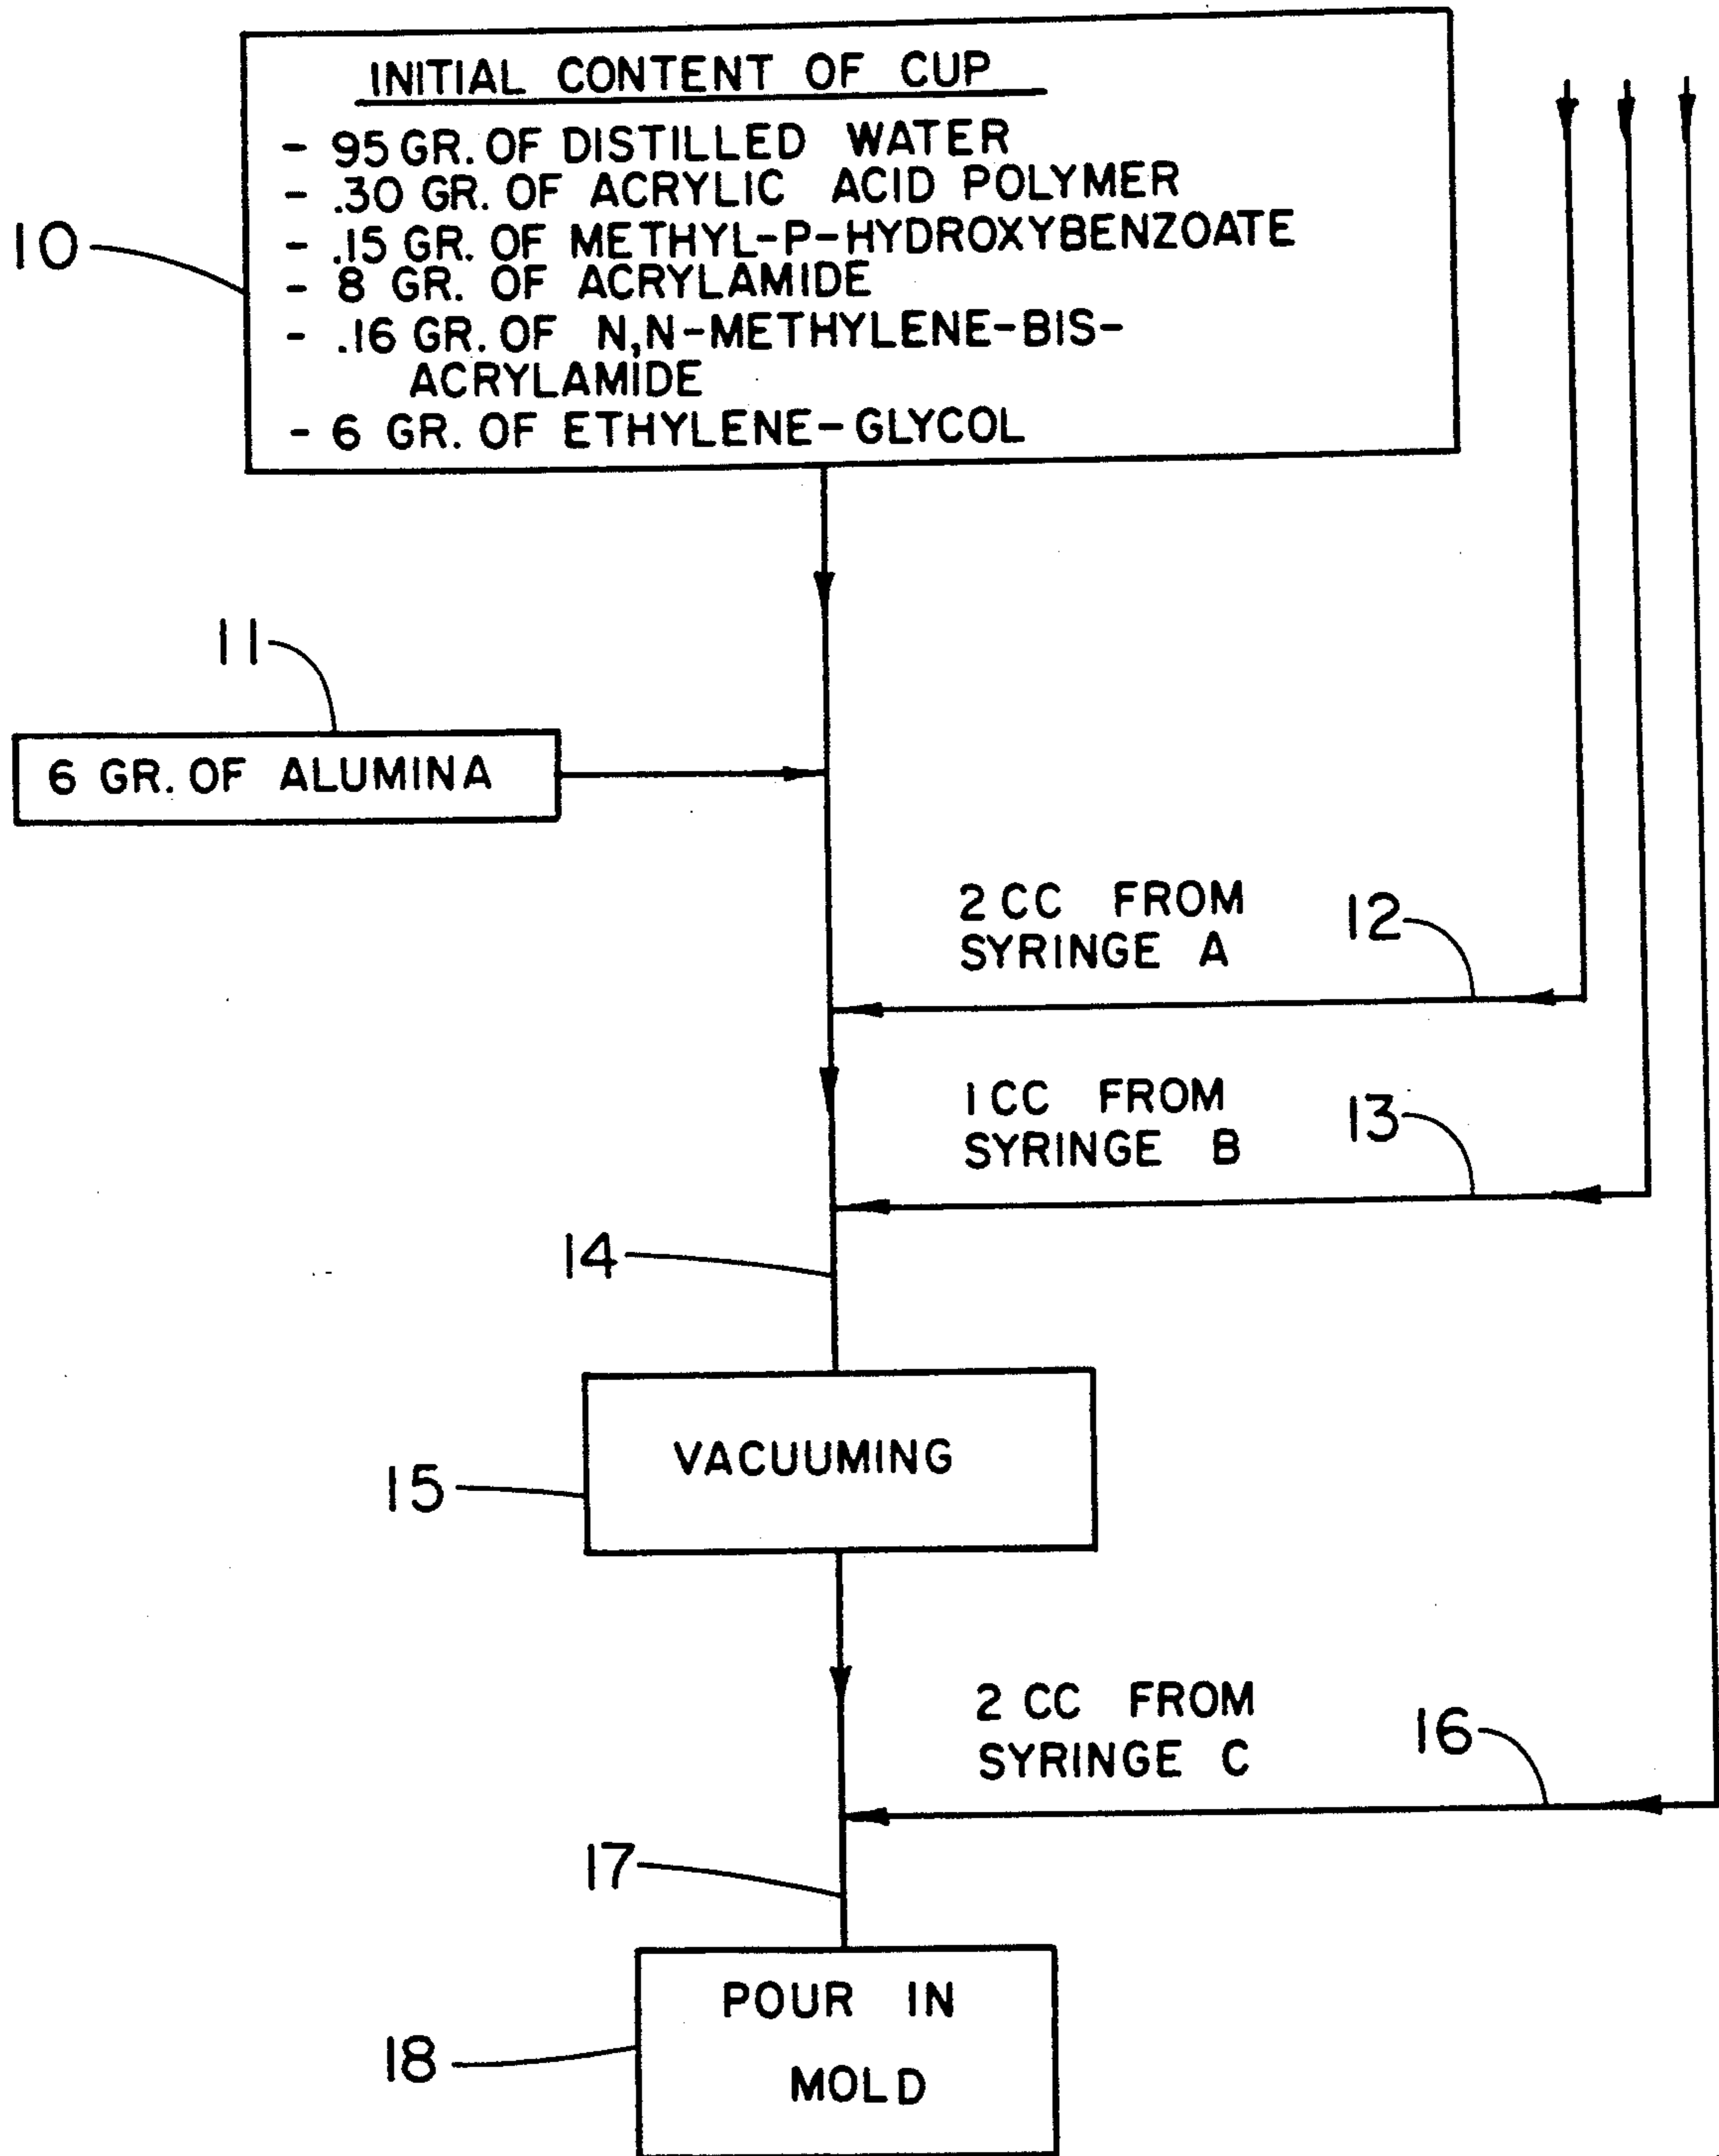 INITIAL CONTENT OF CUP
- 95 GR. OF DISTILLED WATER
- .30 GR. OF ACRYLIC ACID POLYMER
- .15 GR. OF METHYL-P-HYDROXYBENZOATE
- 8 GR. OF ACRYLAMIDE
- .16 GR. OF N,N-METHYLENE-BIS-
ACRYLAMIDE
- 6 GR. OF ETHYLENE-GLYCOL
10
11
6 GR. OF ALUMINA
2 CC FROM
SYRINGE A
12
1 CC FROM
SYRINGE B
13
14
VACUUMING
15
2 CC FROM
SYRINGE C
16
17
POUR IN
MOLD
18